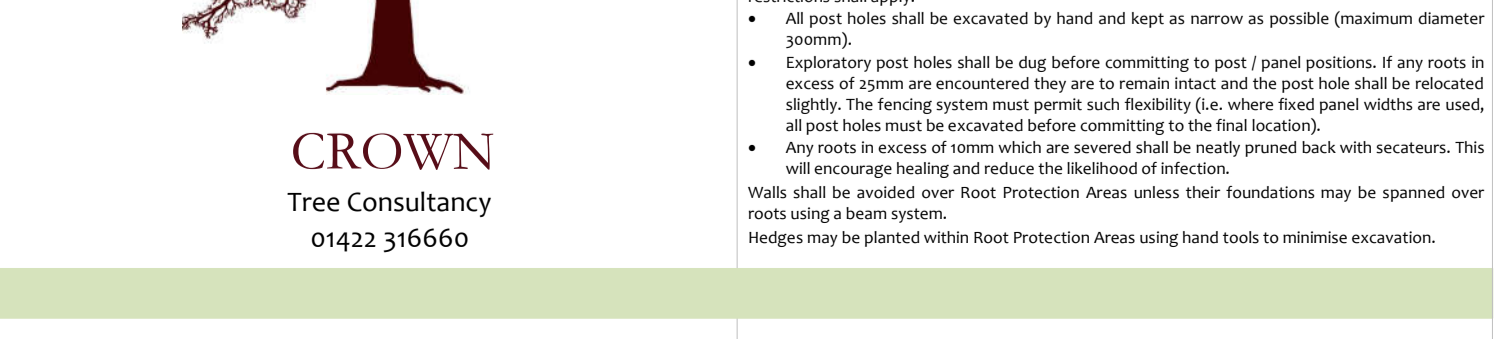 CROWN
Tree Consultancy
01422 316660
restrictions shall apply.
• All post holes shall be excavated by hand and kept as narrow as possible (maximum diameter
300mm).
• Exploratory post holes shall be dug before committing to post / panel positions. If any roots in
excess of 25mm are encountered they are to remain intact and the post hole shall be relocated
slightly. The fencing system must permit such flexibility (i.e. where fixed panel widths are used,
all post holes must be excavated before committing to the final location).
• Any roots in excess of 10mm which are severed shall be neatly pruned back with secateurs. This
will encourage healing and reduce the likelihood of infection.
Walls shall be avoided over Root Protection Areas unless their foundations may be spanned over
roots using a beam system.
Hedges may be planted within Root Protection Areas using hand tools to minimise excavation.